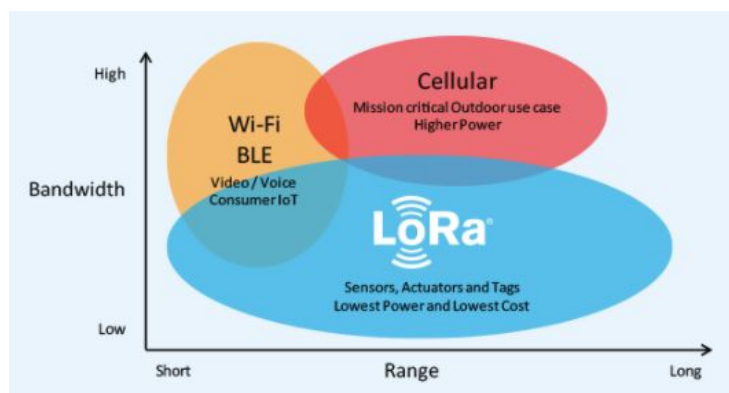 High
Bandwidth
Low
Wi-Fi
BLE
Video / Voice
Consumer IoT
Cellular
Mission critical Outdoor use case
Higher Power
LoRa®
Sensors, Actuators and Tags
Lowest Power and Lowest Cost
Short
Range
Long